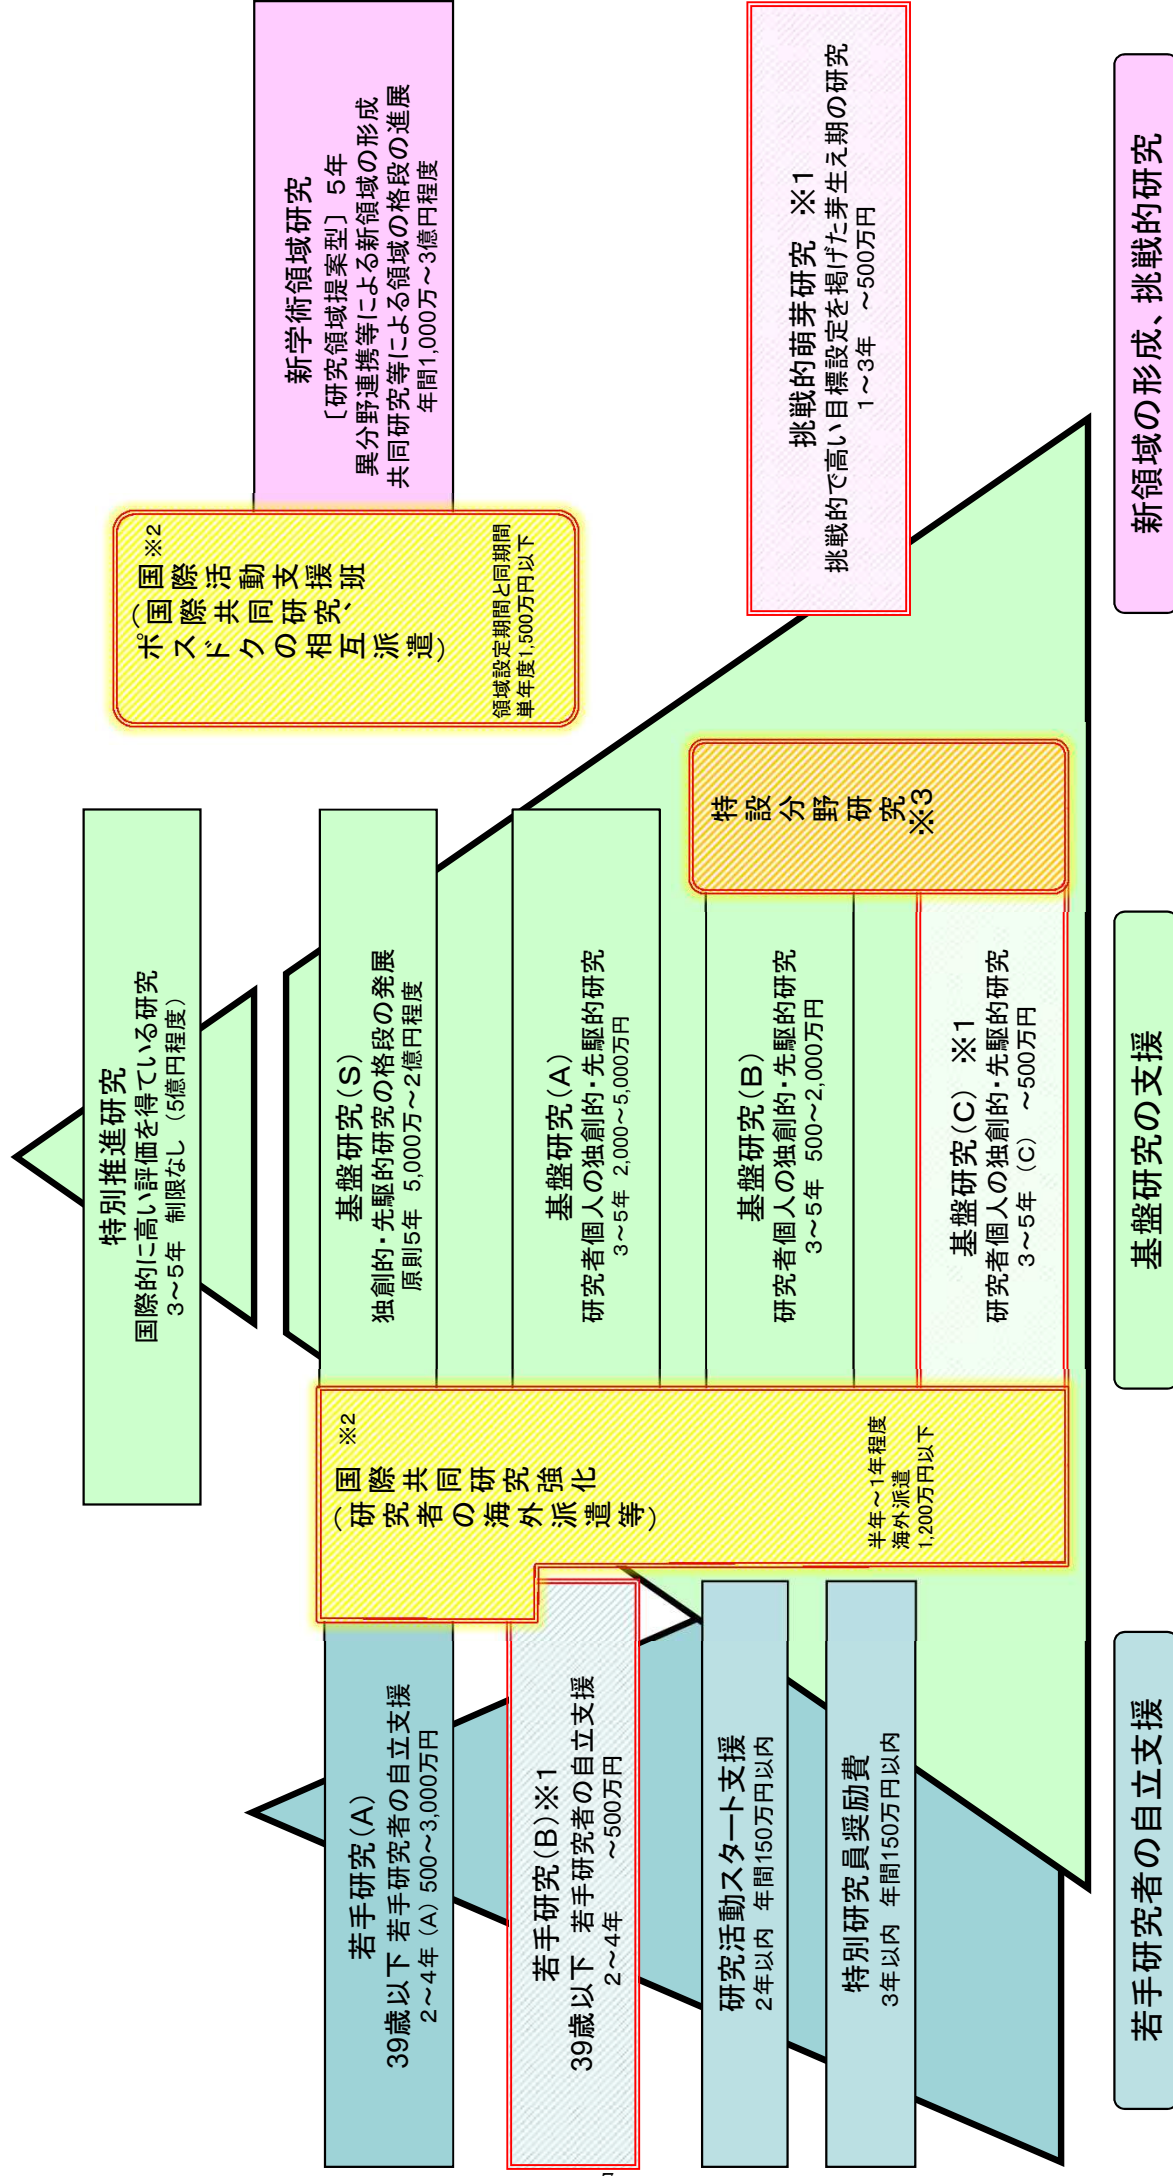 特別推進研究
国際的に高い評価を得ている研究
3～5年 制限なし（5億円程度）
基盤研究(S)
独創的・先駆的研究の格段の発展
原則5年 5,000万～2億円程度
基盤研究(A)
研究者個人の独創的・先駆的研究
3～5年 2,000～5,000万円
基盤研究(B)
研究者個人の独創的・先駆的研究
3～5年 500～2,000万円
基盤研究(C) ※1
研究者個人の独創的・先駆的研究
3～5年（C） ～500万円
特設分野研究
※3
国際共同研究強化
※2
(研究者の海外派遣等)
半年～1年程度
海外派遣
1,200万円以下
若手研究(A)
39歳以下 若手研究者の自立支援
2～4年（A）500～3,000万円
若手研究(B)※1
39歳以下 若手研究者の自立支援
2～4年 ～500万円
研究活動スタート支援
2年以内 年間150万円以内
特別研究員奨励費
3年以内 年間150万円以内
国際活動支援班
※2
(国際共同研究、
ポスドクの相互派遣)
領域設定期間と同期間
単年度1,500万円以下
新学術領域研究
〔研究領域提案型〕5年
異分野連携等による新領域の形成
共同研究等による領域の格段の進展
年間1,000万～3億円程度
挑戦的萌芽研究 ※1
挑戦的で高い目標設定を掲げた芽生え期の研究
1～3年 ～500万円
若手研究者の自立支援
基盤研究の支援
新領域の形成、挑戦的研究